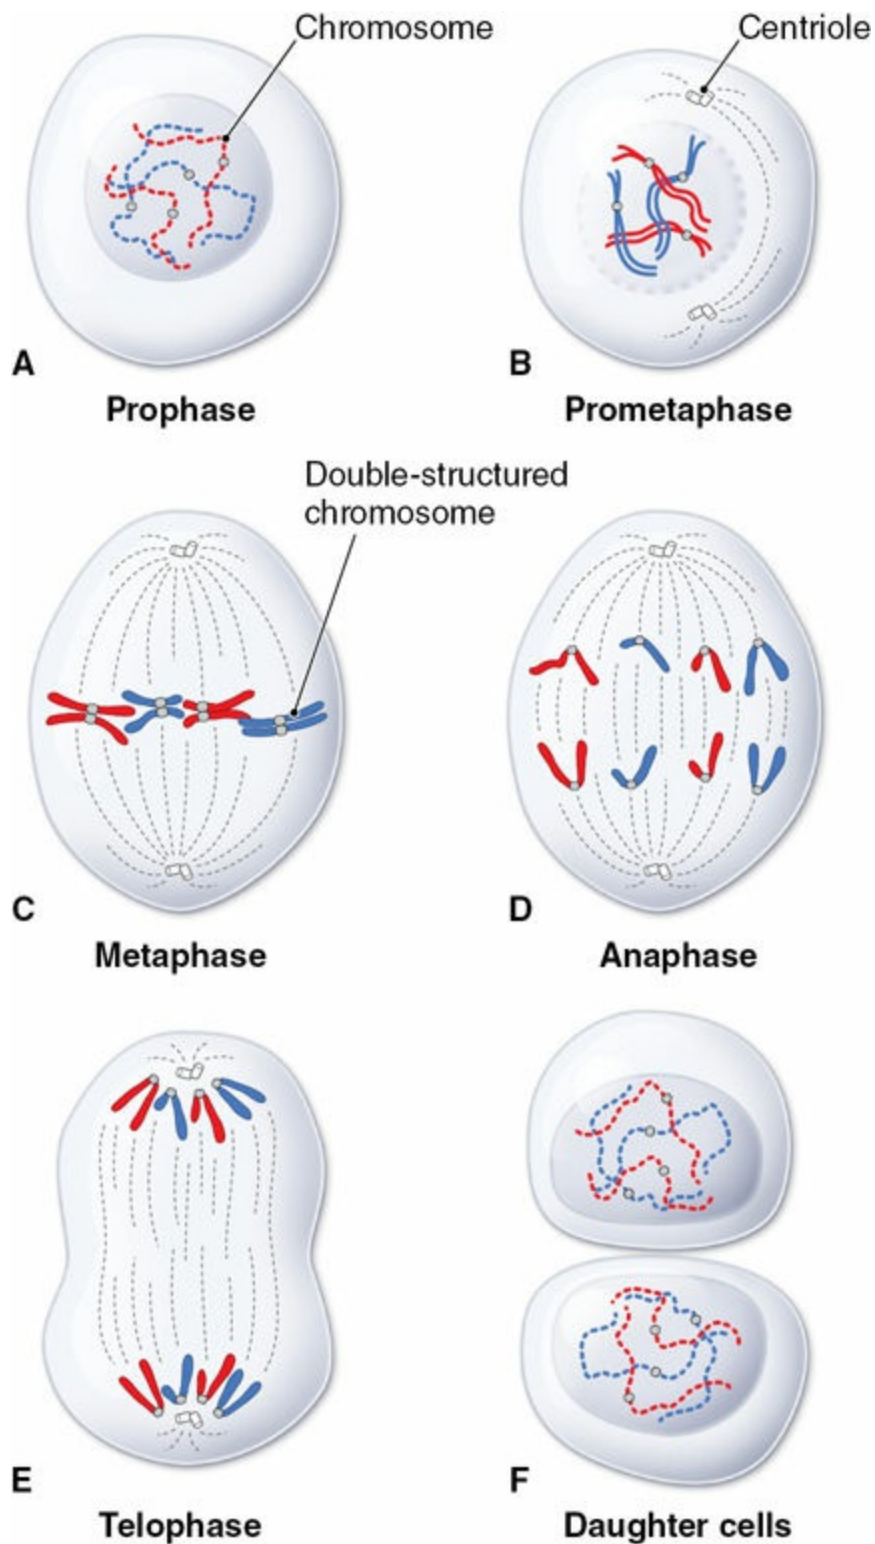 Chromosome
Centriole
A
Prophase
B
Prometaphase
Double-structured
chromosome
C
Metaphase
D
Anaphase
E
Telophase
F
Daughter cells